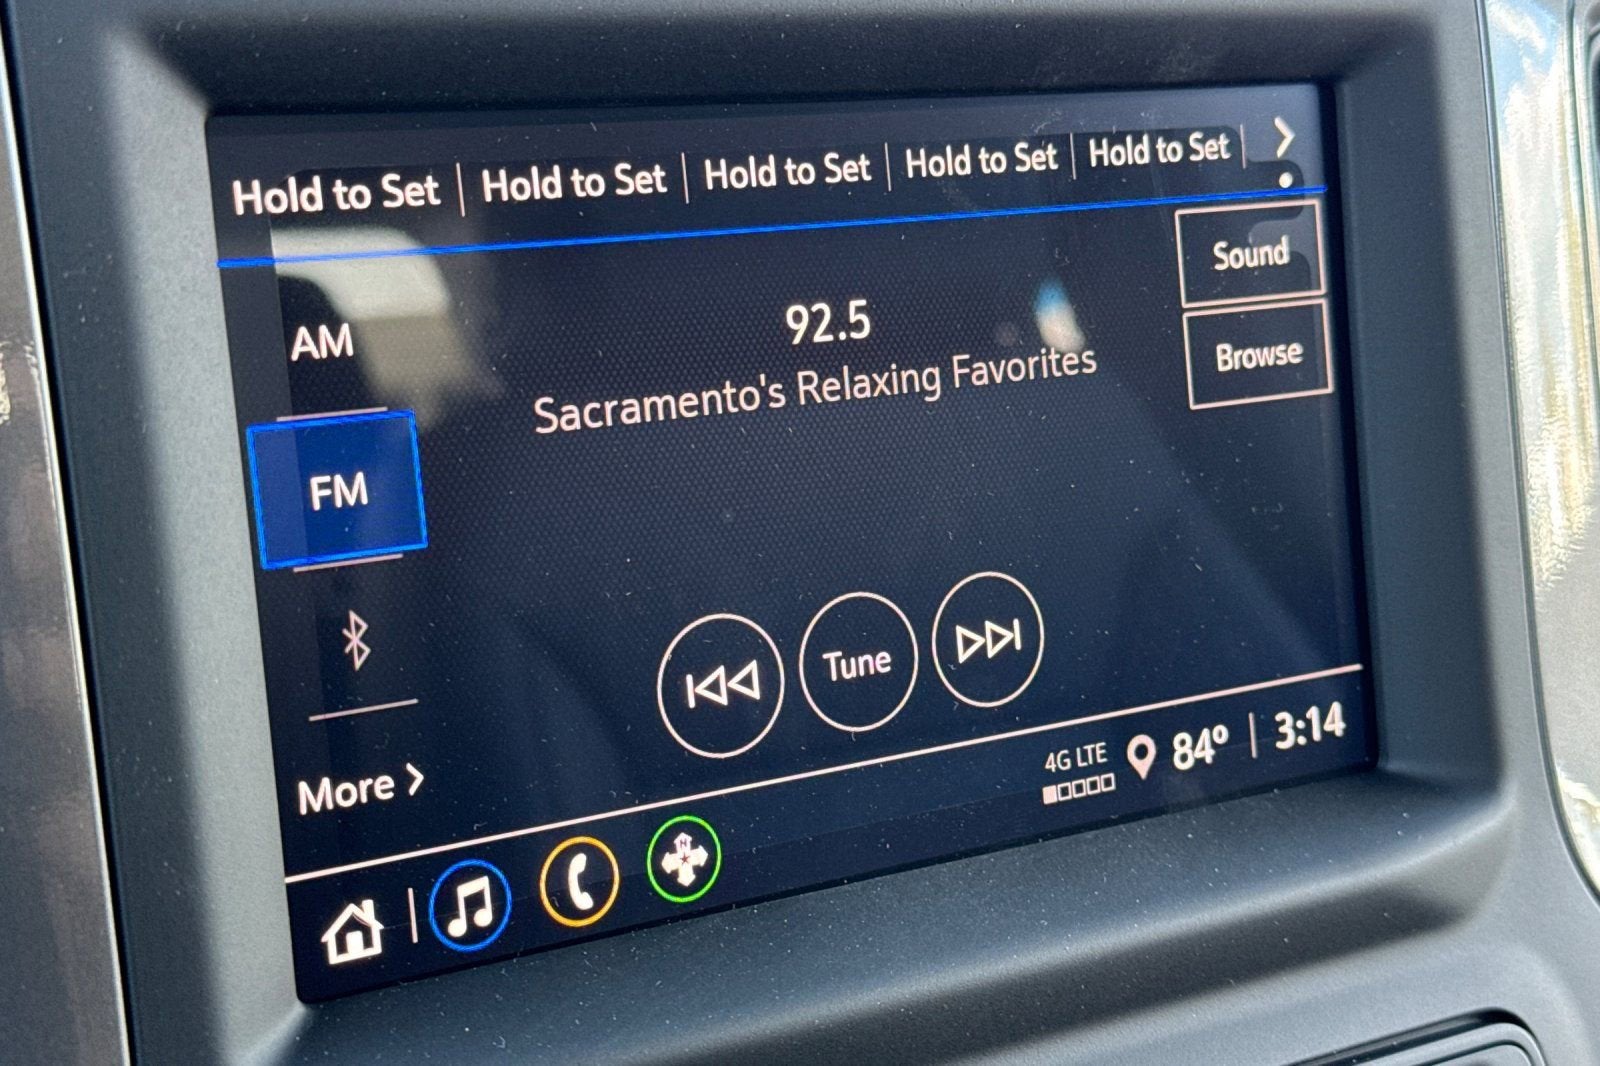 Hold to Set | Hold to Set | Hold to Set | Hold to Set | Hold to Set |
Sound
Browse
92.5
Sacramento's Relaxing Favorites
AM
FM
More
Tune
4G LTE
84° | 3:14
N